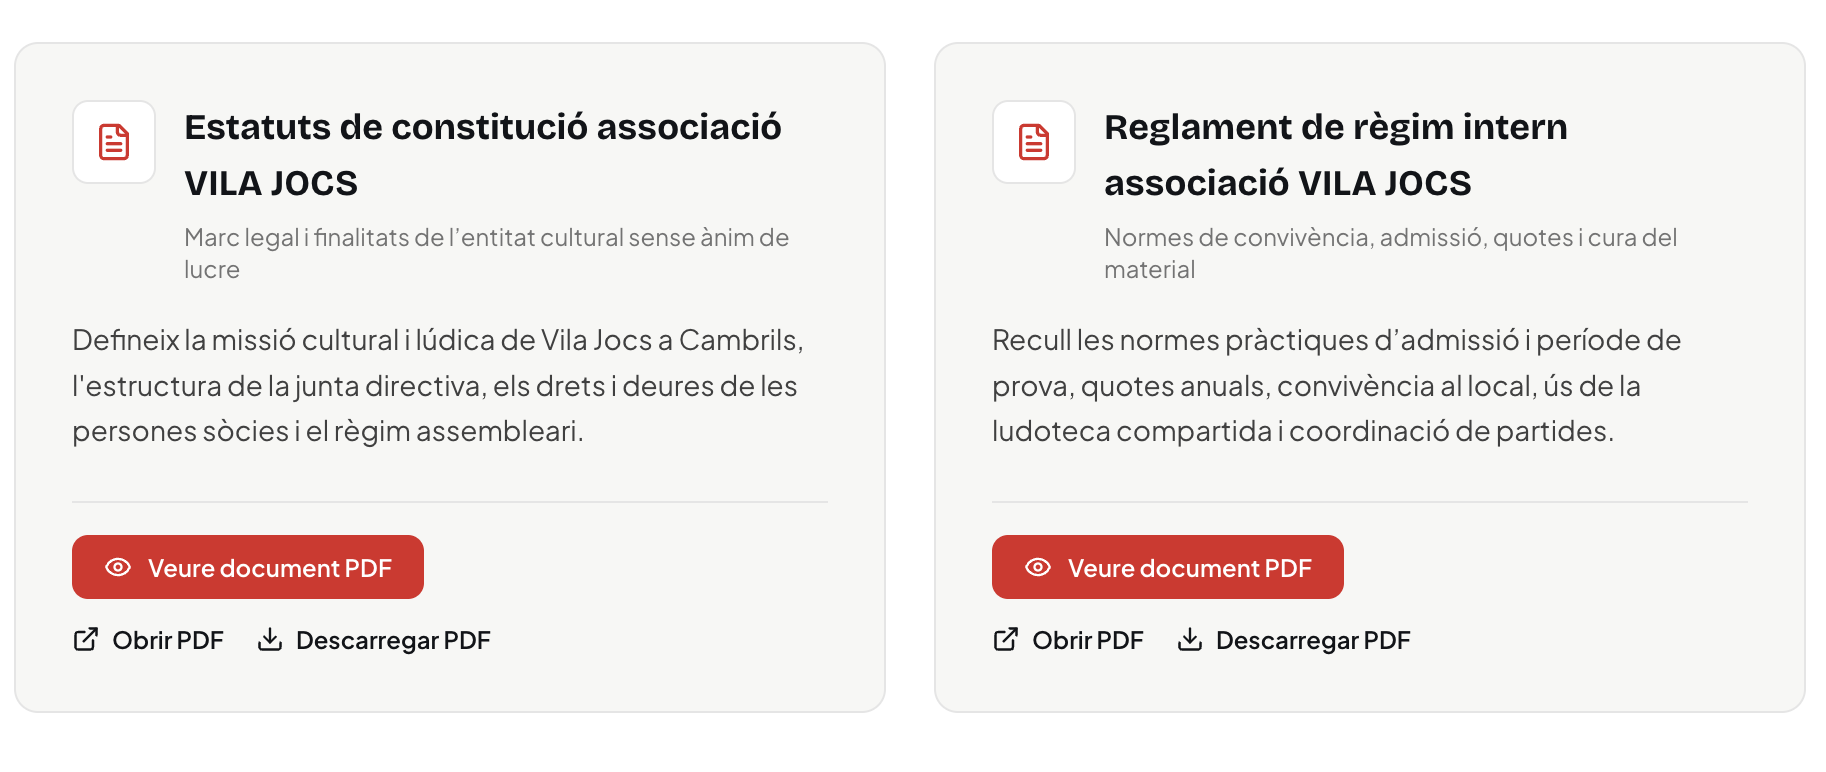 Estatuts de constitució associació
VILA JOCS
Marc legal i finalitats de l’entitat cultural sense ànim de
lucre
Defineix la missió cultural i lúdica de Vila Jocs a Cambrils,
l'estructura de la junta directiva, els drets i deures de les
persones sòcies i el règim assembleari.
Veure document PDF
Obrir PDF
Descarregar PDF
Reglament de règim intern
associació VILA JOCS
Normes de convivència, admissió, quotes i cura del
material
Recull les normes pràctiques d’admissió i període de
prova, quotes anuals, convivència al local, ús de la
ludoteca compartida i coordinació de partides.
Veure document PDF
Obrir PDF
Descarregar PDF